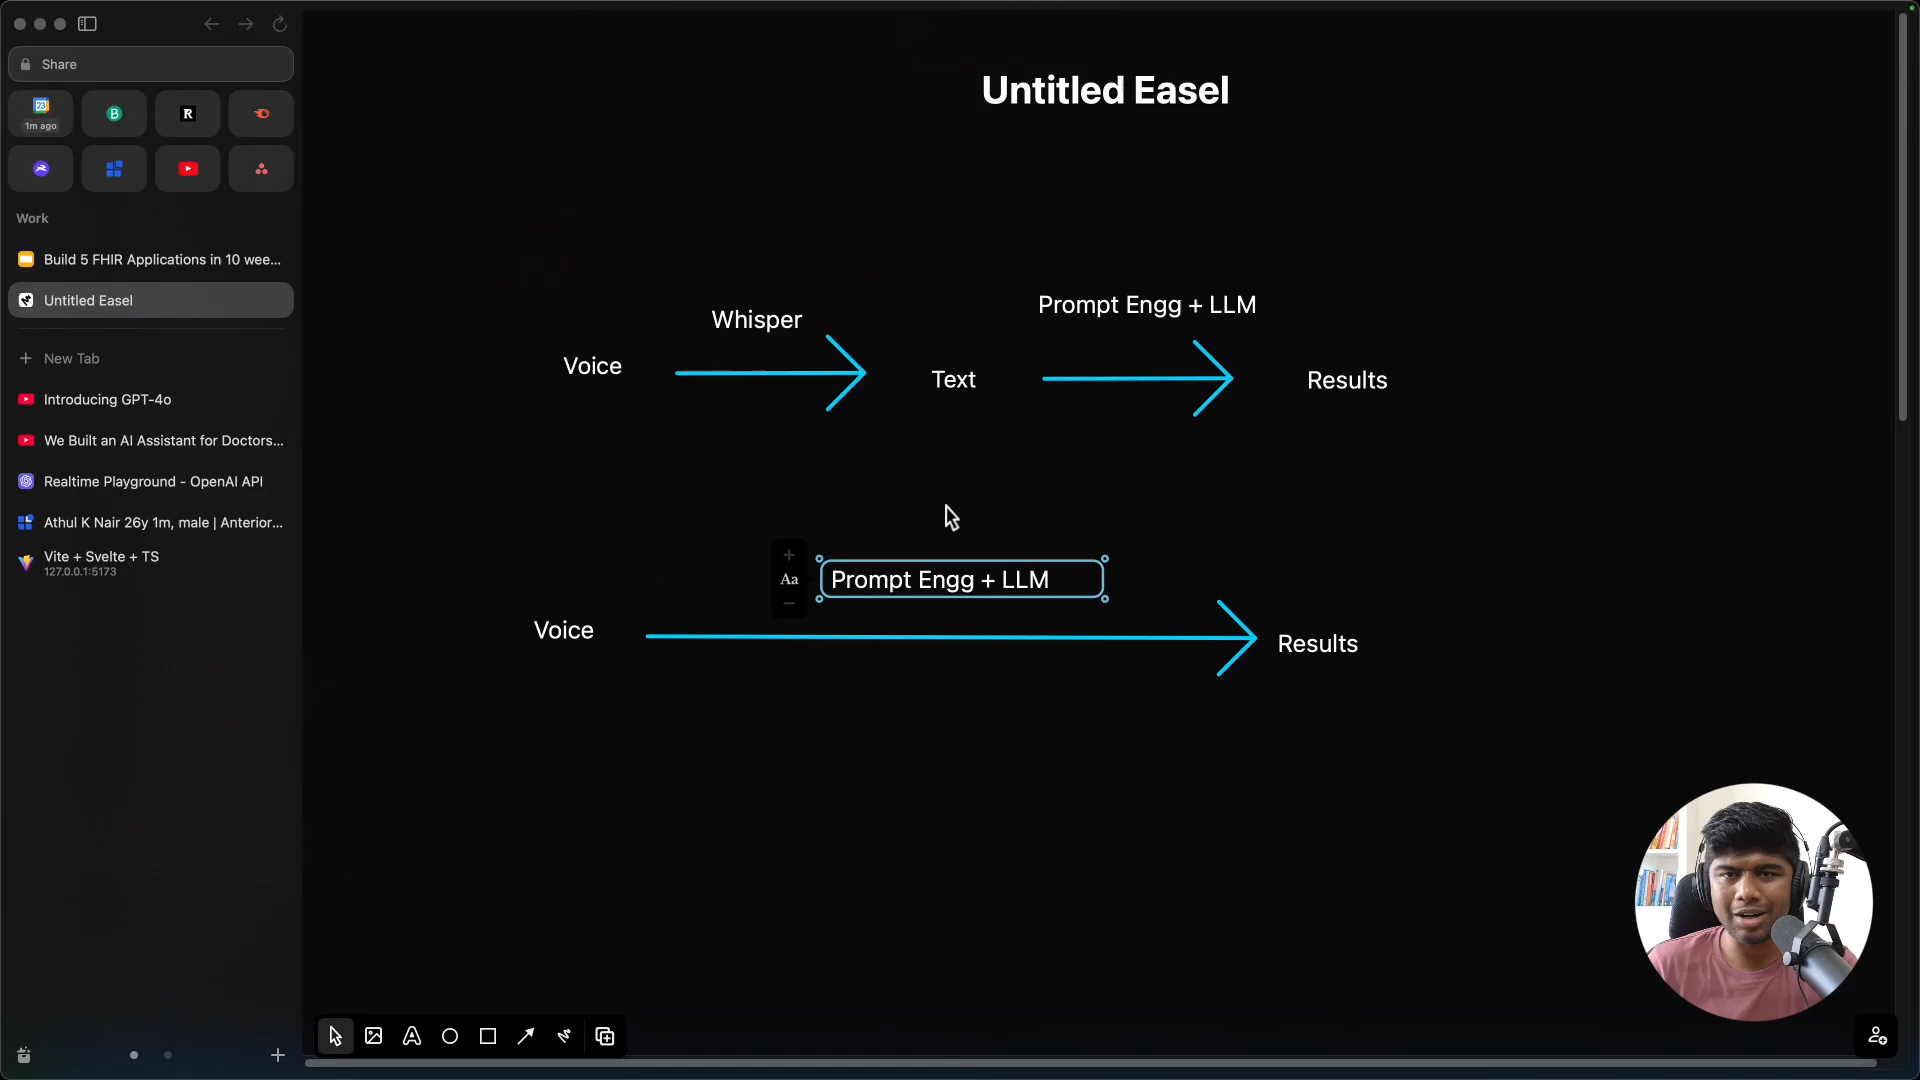 Share
23
1m ago
B
R
Work
Build 5 FHIR Applications in 10 wee...
Untitled Easel
New Tab
Introducing GPT-4o
We Built an AI Assistant for Doctors...
Realtime Playground - OpenAI API
Athul K Nair 26y 1m, male | Anterior...
Vite + Svelte + TS
127.0.0.1:5173
Untitled Easel
Prompt Engg + LLM
Whisper
Voice
Text
Results
Aa
Prompt Engg + LLM
Voice
Results